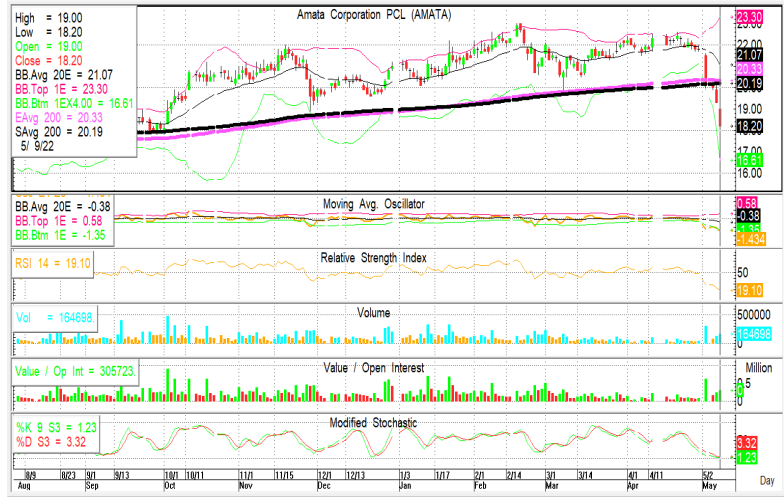 Amata Corporation PCL (AMATA)
High = 19.00
Low = 18.20
Open = 19.00
Close = 18.20
BB.Avg 20E = 21.07
BB.Top 1E = 23.30
BB.Btm 1EX4.00 = 16.61
EAvg 200 = 20.33
SAvg 200 = 20.19
5/ 9/22
23.30
22.00
21.07
20.33
20.19
19.00
18.20
17.00
16.61
16.00
Moving Avg. Oscillator
BB.Avg 20E = -0.38
BB.Top 1E = 0.58
BB.Btm 1E = -1.35
0.58
-0.38
-1.35
-1.434
Relative Strength Index
RSI 14 = 19.10
50
19.10
Volume
Vol = 164698.
500000
164698
0
Value / Open Interest
Value / Op Int = 305723.
Million
0
Modified Stochastic
%K 9 S3 = 1.23
%D S3 = 3.32
3.32
1.23
8/9 8/23 9/1 9/13 10/1 10/11 11/1 11/15 12/1 12/13 1/3 1/17 2/1 2/14 3/1 3/14 4/1 4/11 5/2
Aug Sep Oct Nov Dec Jan Feb Mar Apr May
Day